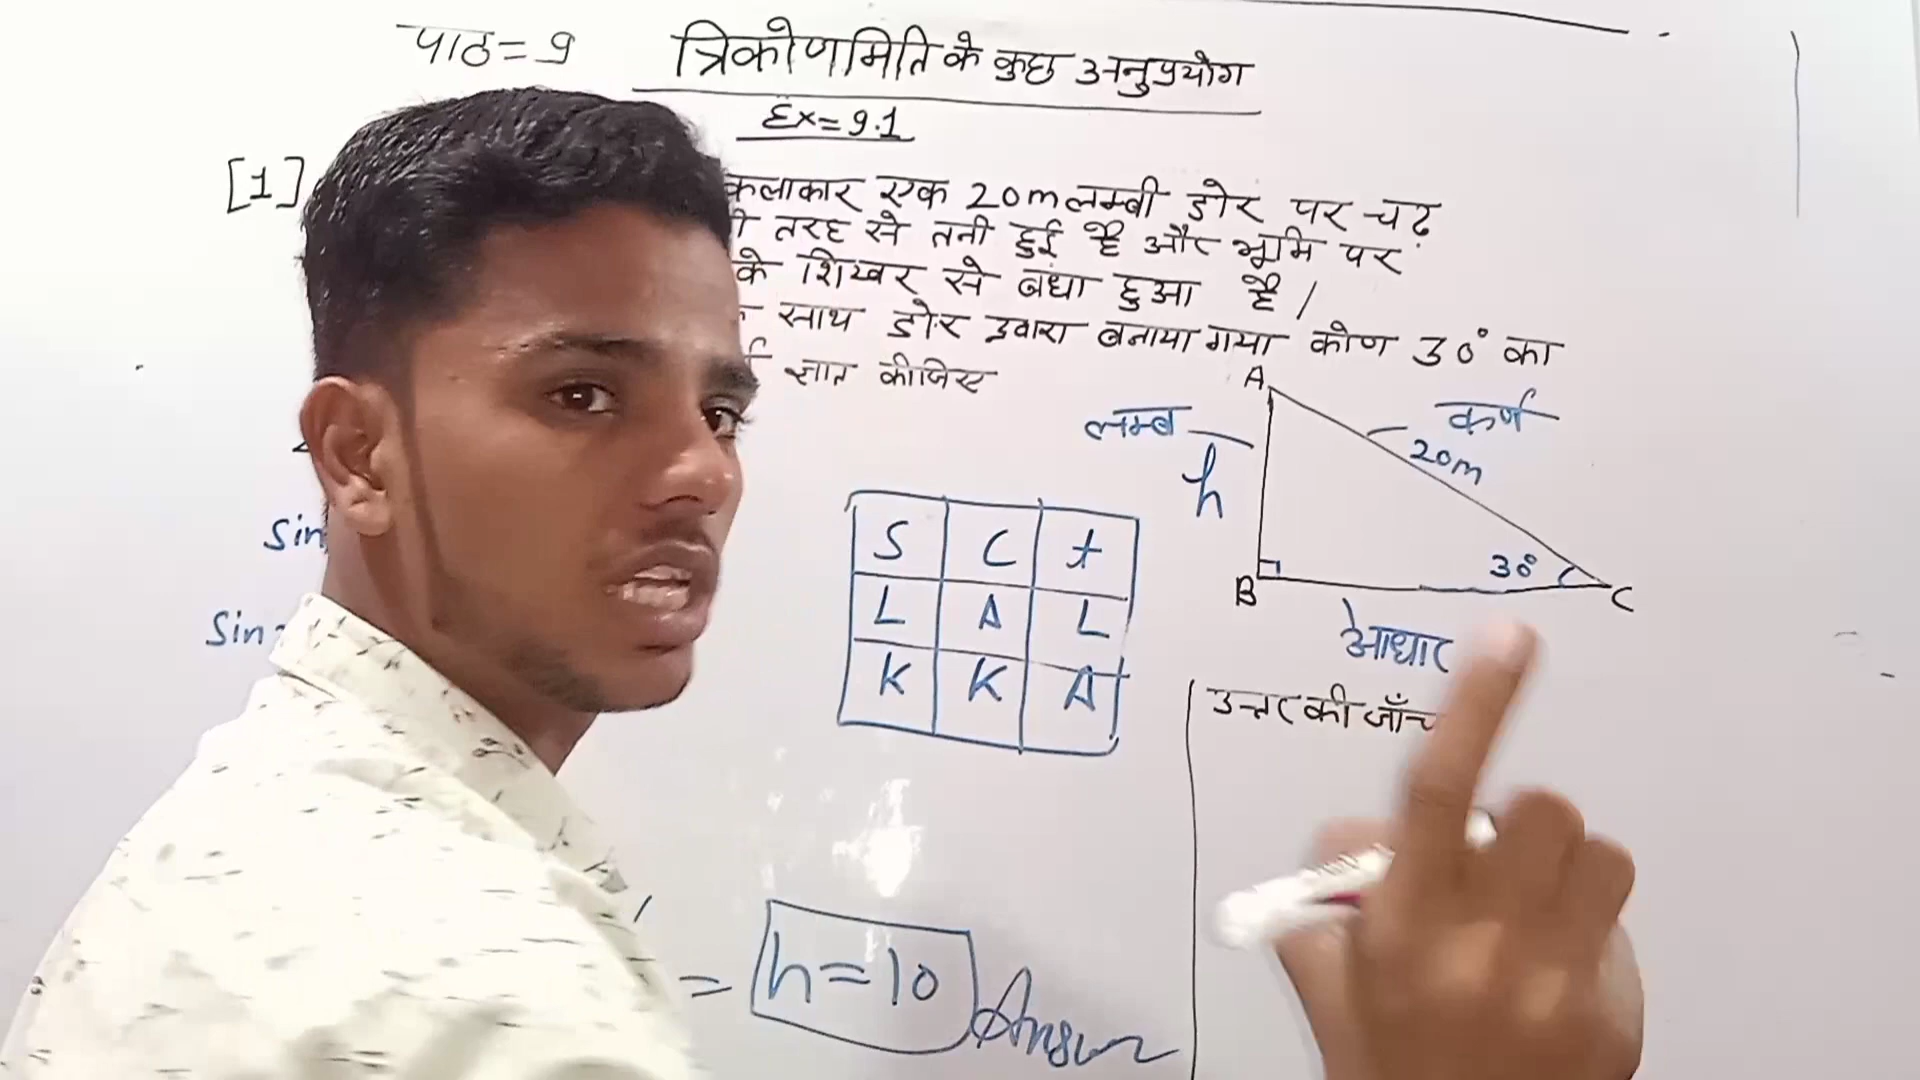 पाठ=9 त्रिकोणमिति के कुछ अनुप्रयोग
Ex=9.1
[1] कलाकार एक 20m लम्बी डोर पर चढ़
तरह से तनी हुई है और भूमि पर
के शिखर से बंधा हुआ है।
साथ डोर द्वारा बनाया गया कोण 30° का
ज्ञात कीजिए
A
लम्ब
कर्ण
20m
h
30°
B
C
आधार
S C t
L A L
K K A
Sin
Sin
उत्तर की जाँच
= h=10 Answer